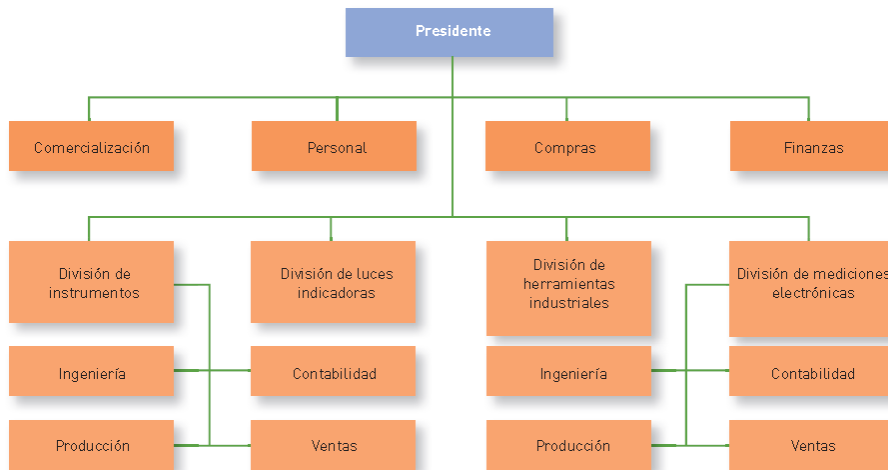 Presidente
Comercialización
Personal
Compras
Finanzas
División de
instrumentos
División de luces
indicadoras
División de
herramientas
industriales
División de mediciones
electrónicas
Ingeniería
Contabilidad
Ingeniería
Contabilidad
Producción
Ventas
Producción
Ventas